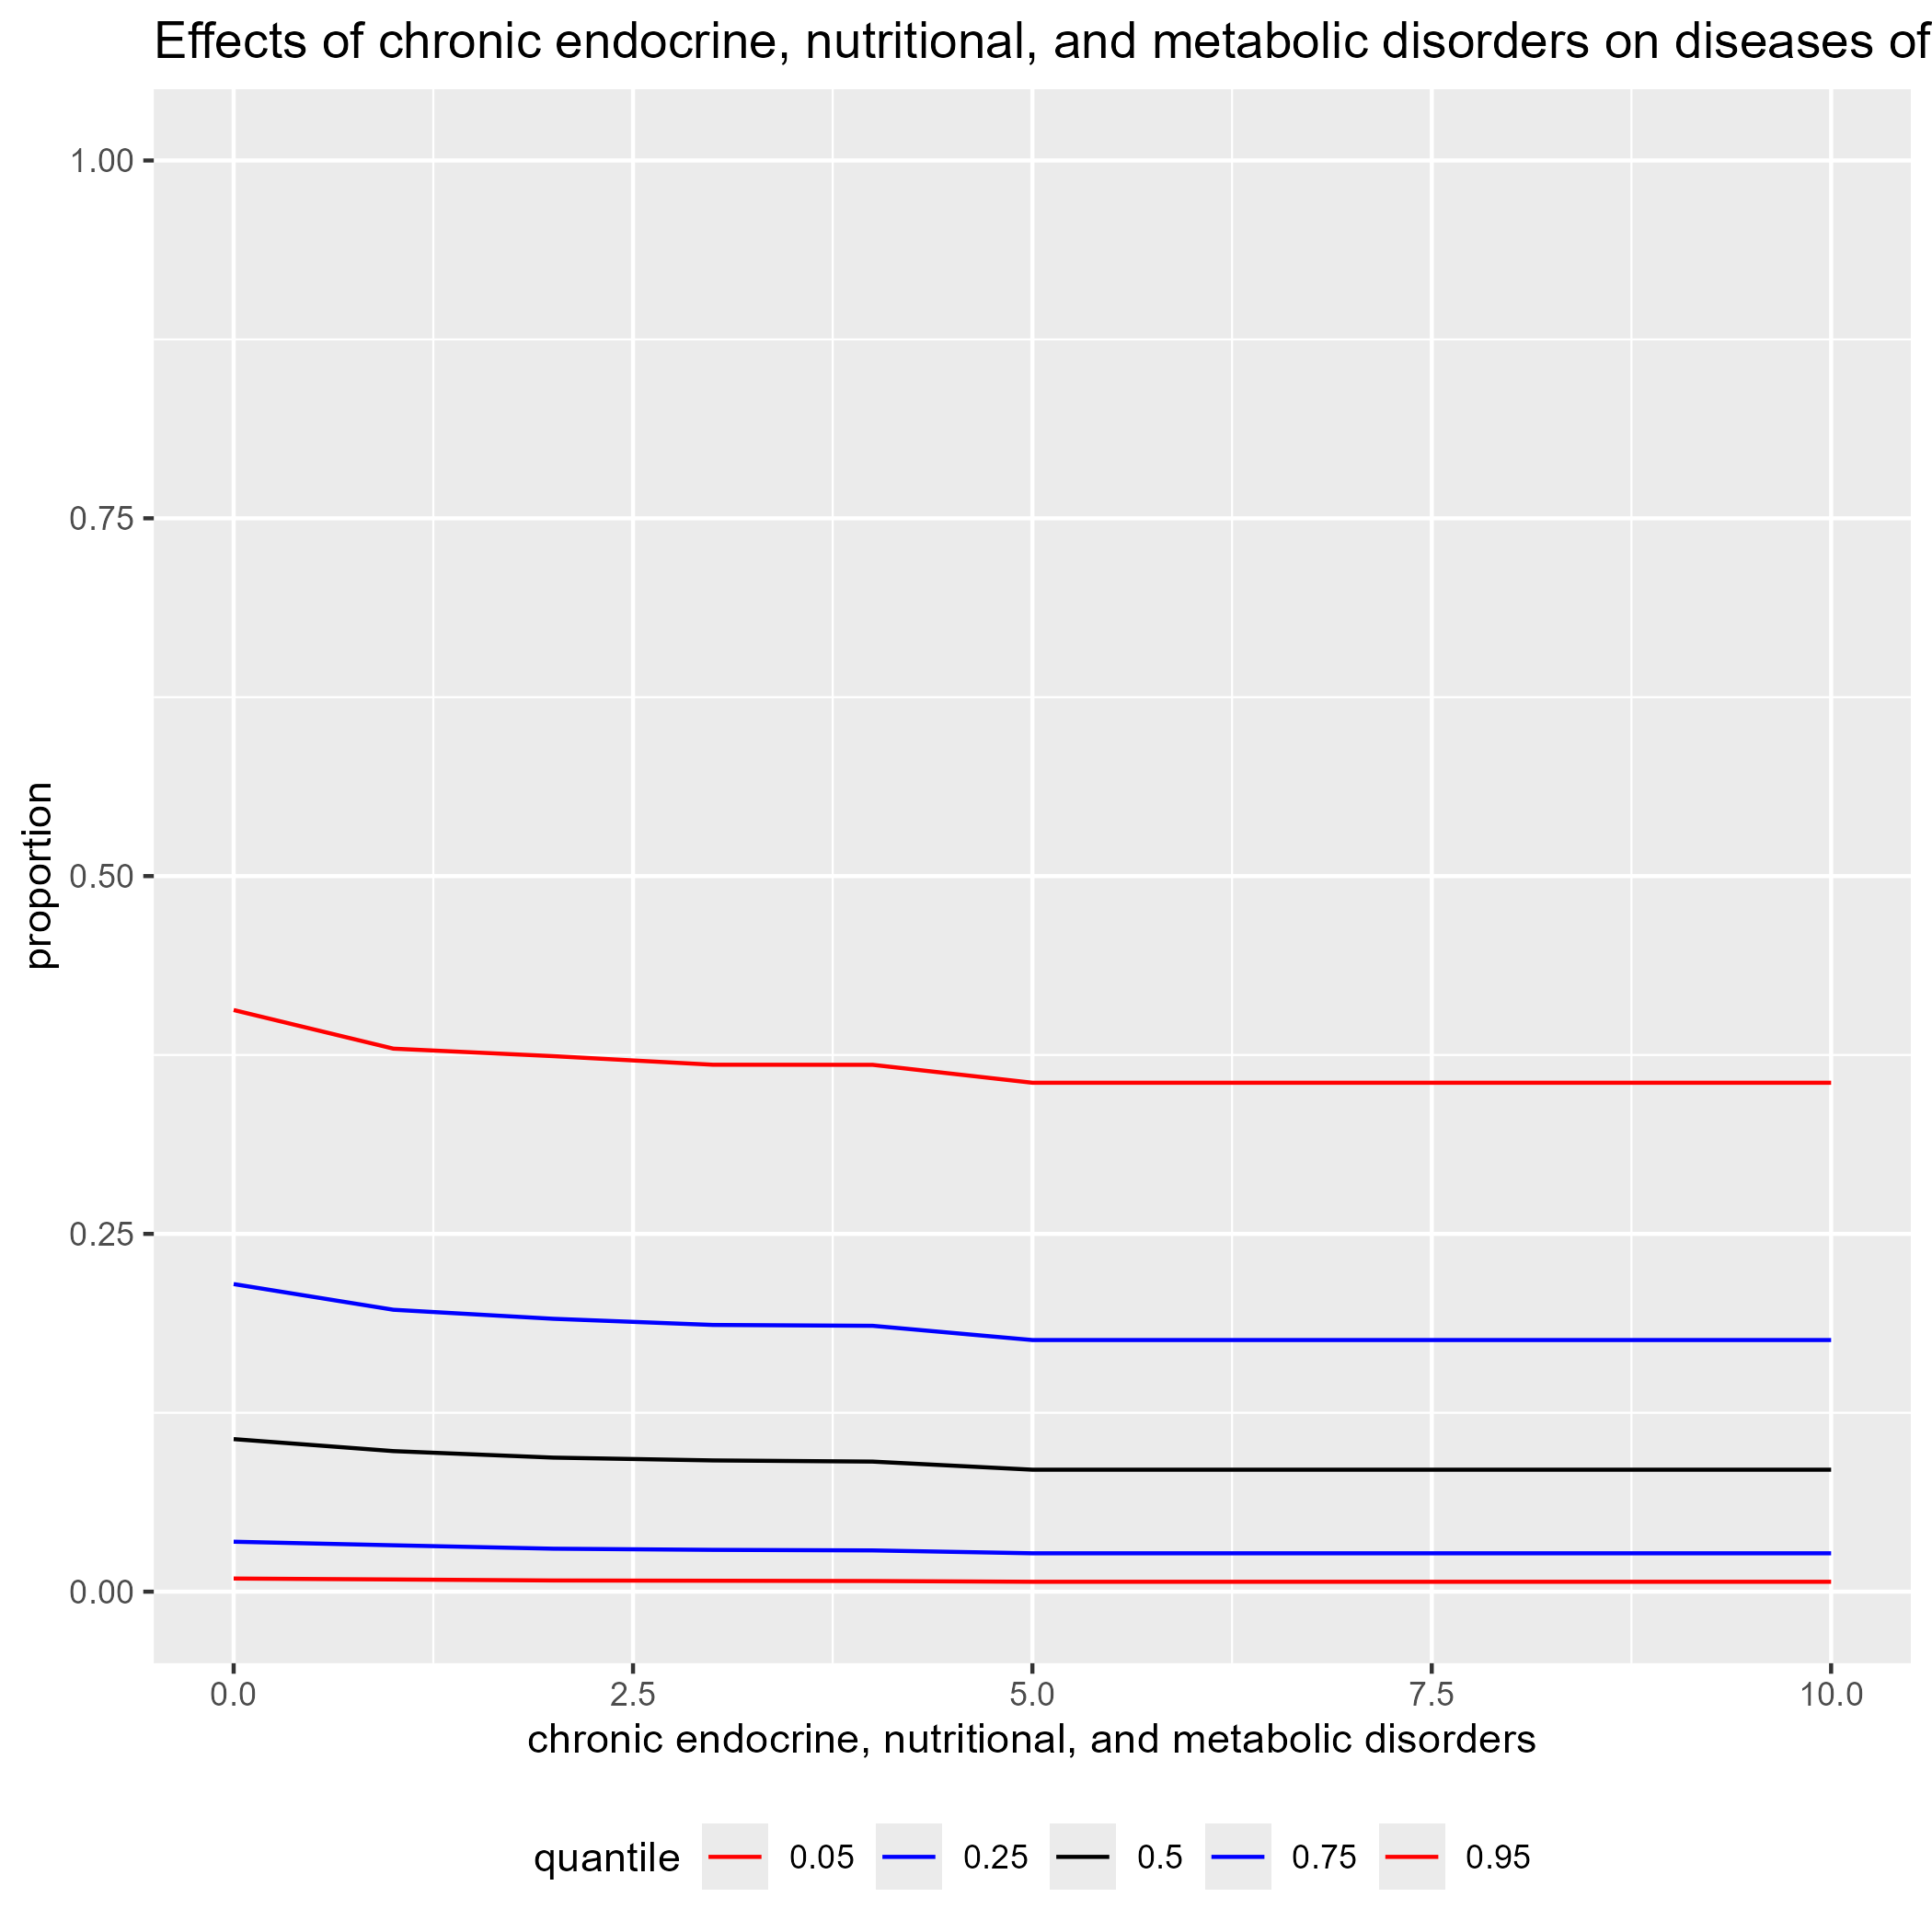 Effects of chronic endocrine, nutritional, and metabolic disorders on diseases of
1.00
0.75
0.50
0.25
0.00
proportion
0.0 2.5 5.0 7.5 10.0
chronic endocrine, nutritional, and metabolic disorders
quantile 0.05 0.25 0.5 0.75 0.95